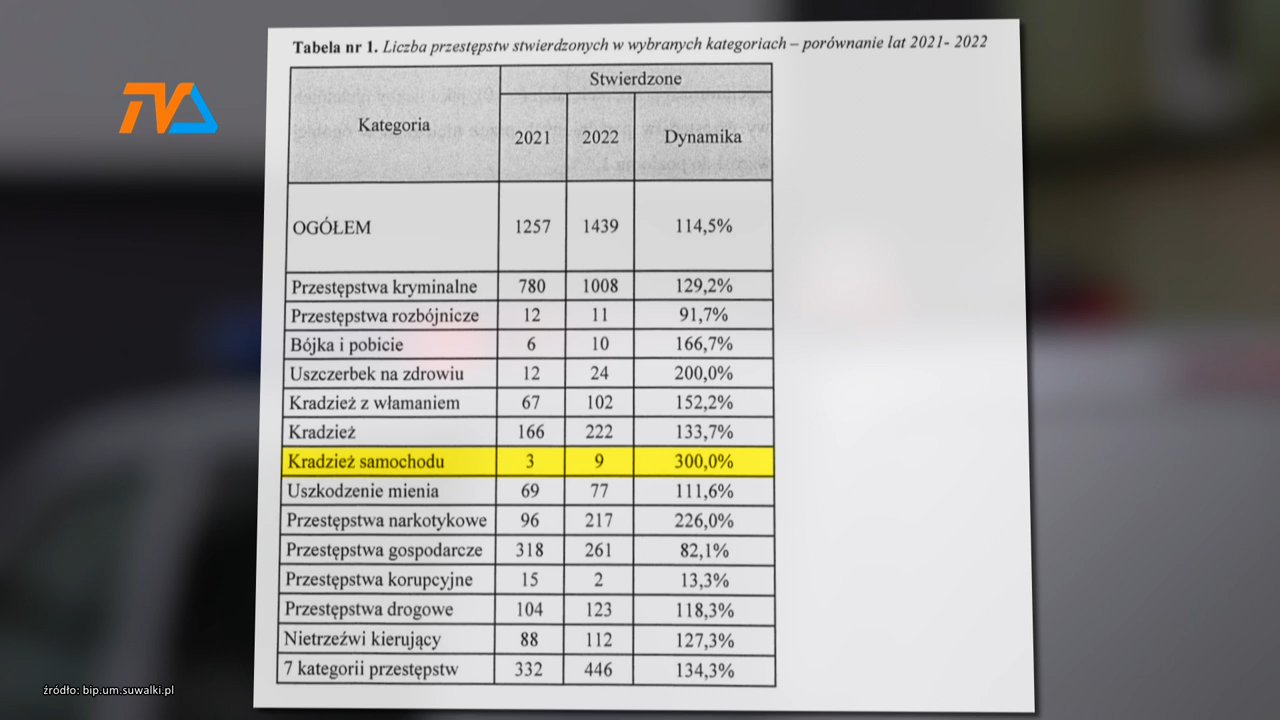 Tabela nr 1. Liczba przestępstw stwierdzonych w wybranych kategoriach – porównanie lat 2021- 2022
TVA
Kategoria
Stwierdzone
2021 2022 Dynamika
OGÓŁEM 1257 1439 114,5%
Przestępstwa kryminalne 780 1008 129,2%
Przestępstwa rozbójnicze 12 11 91,7%
Bójka i pobicie 6 10 166,7%
Uszczerbek na zdrowiu 12 24 200,0%
Kradzież z włamaniem 67 102 152,2%
Kradzież 166 222 133,7%
Kradzież samochodu 3 9 300,0%
Uszkodzenie mienia 69 77 111,6%
Przestępstwa narkotykowe 96 217 226,0%
Przestępstwa gospodarcze 318 261 82,1%
Przestępstwa korupcyjne 15 2 13,3%
Przestępstwa drogowe 104 123 118,3%
Nietrzeźwi kierujący 88 112 127,3%
7 kategorii przestępstw 332 446 134,3%
źródło: bip.um.suwalki.pl